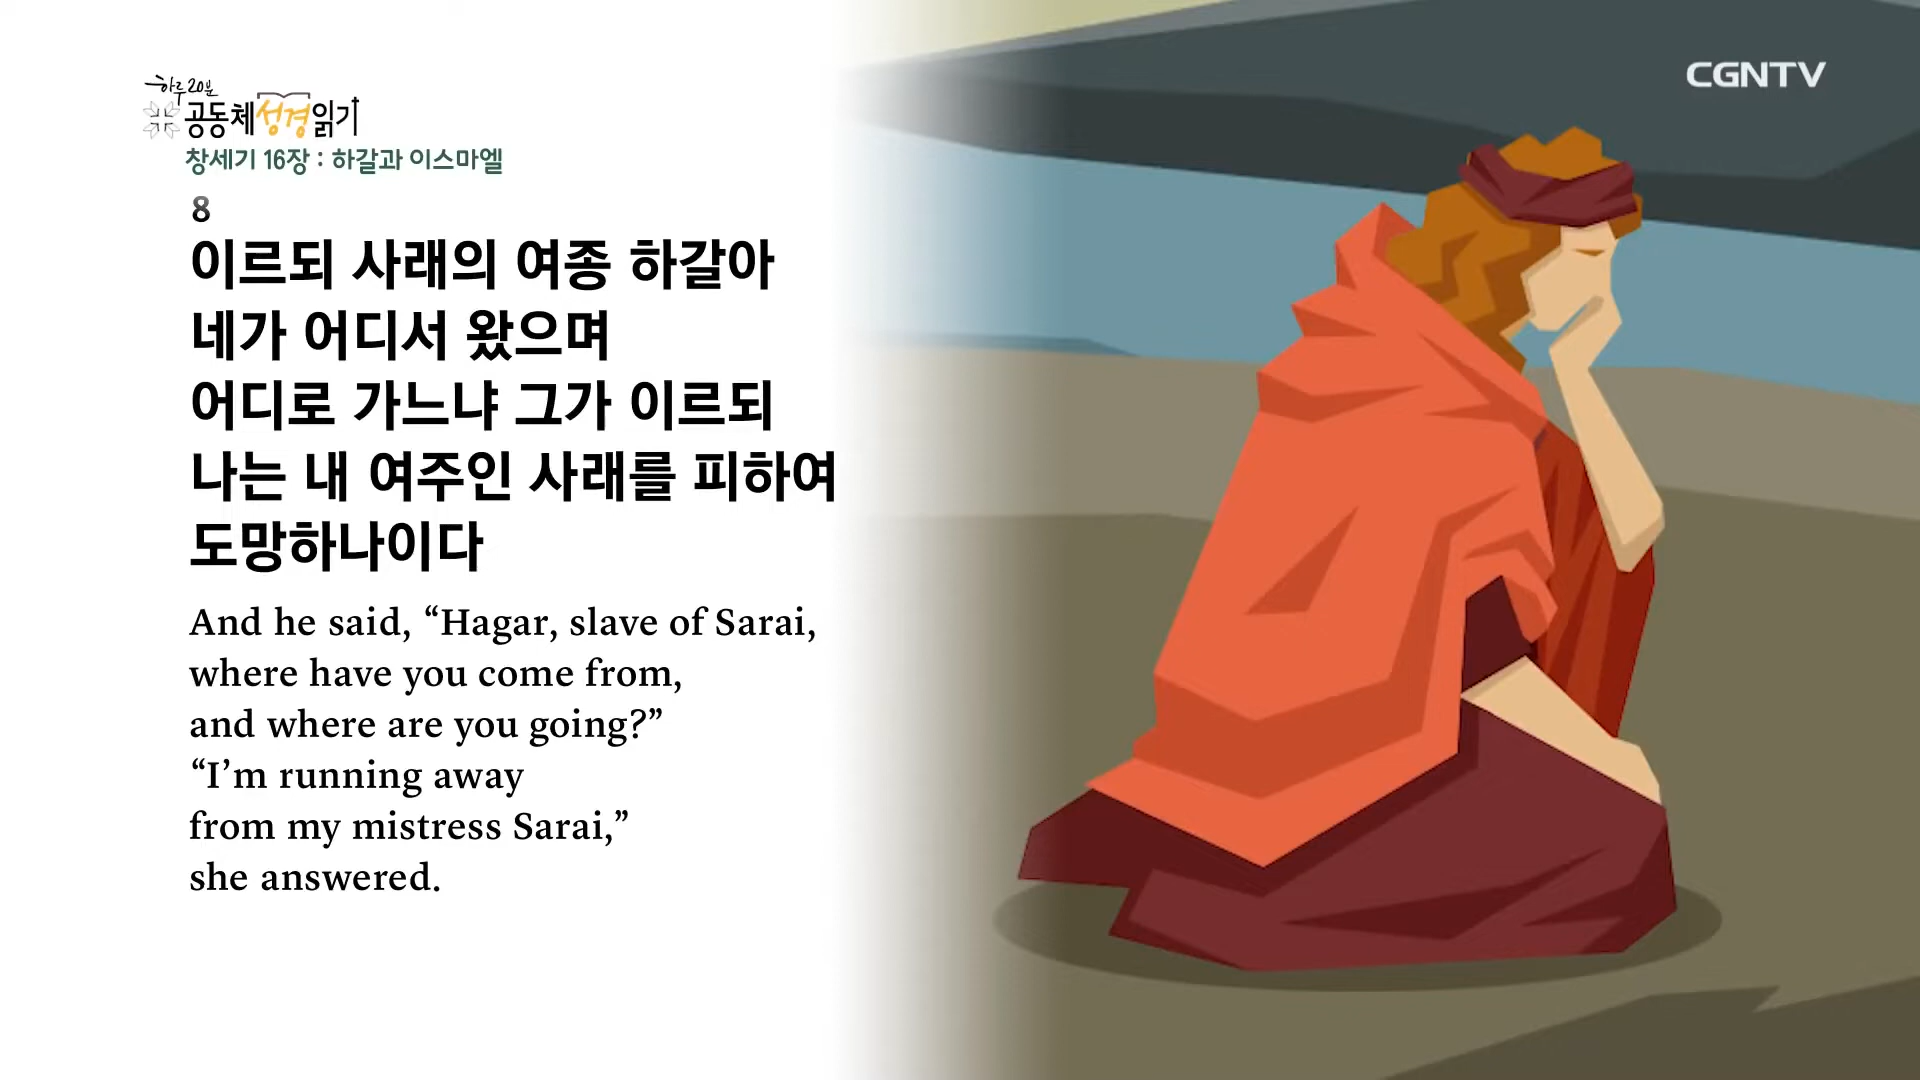 CGNTV
하루 20분
공동체성경읽기
창세기 16장 : 하갈과 이스마엘
8
이르되 사래의 여종 하갈아
네가 어디서 왔으며
어디로 가느냐 그가 이르되
나는 내 여주인 사래를 피하여
도망하나이다
And he said, “Hagar, slave of Sarai,
where have you come from,
and where are you going?”
“I’m running away
from my mistress Sarai,”
she answered.